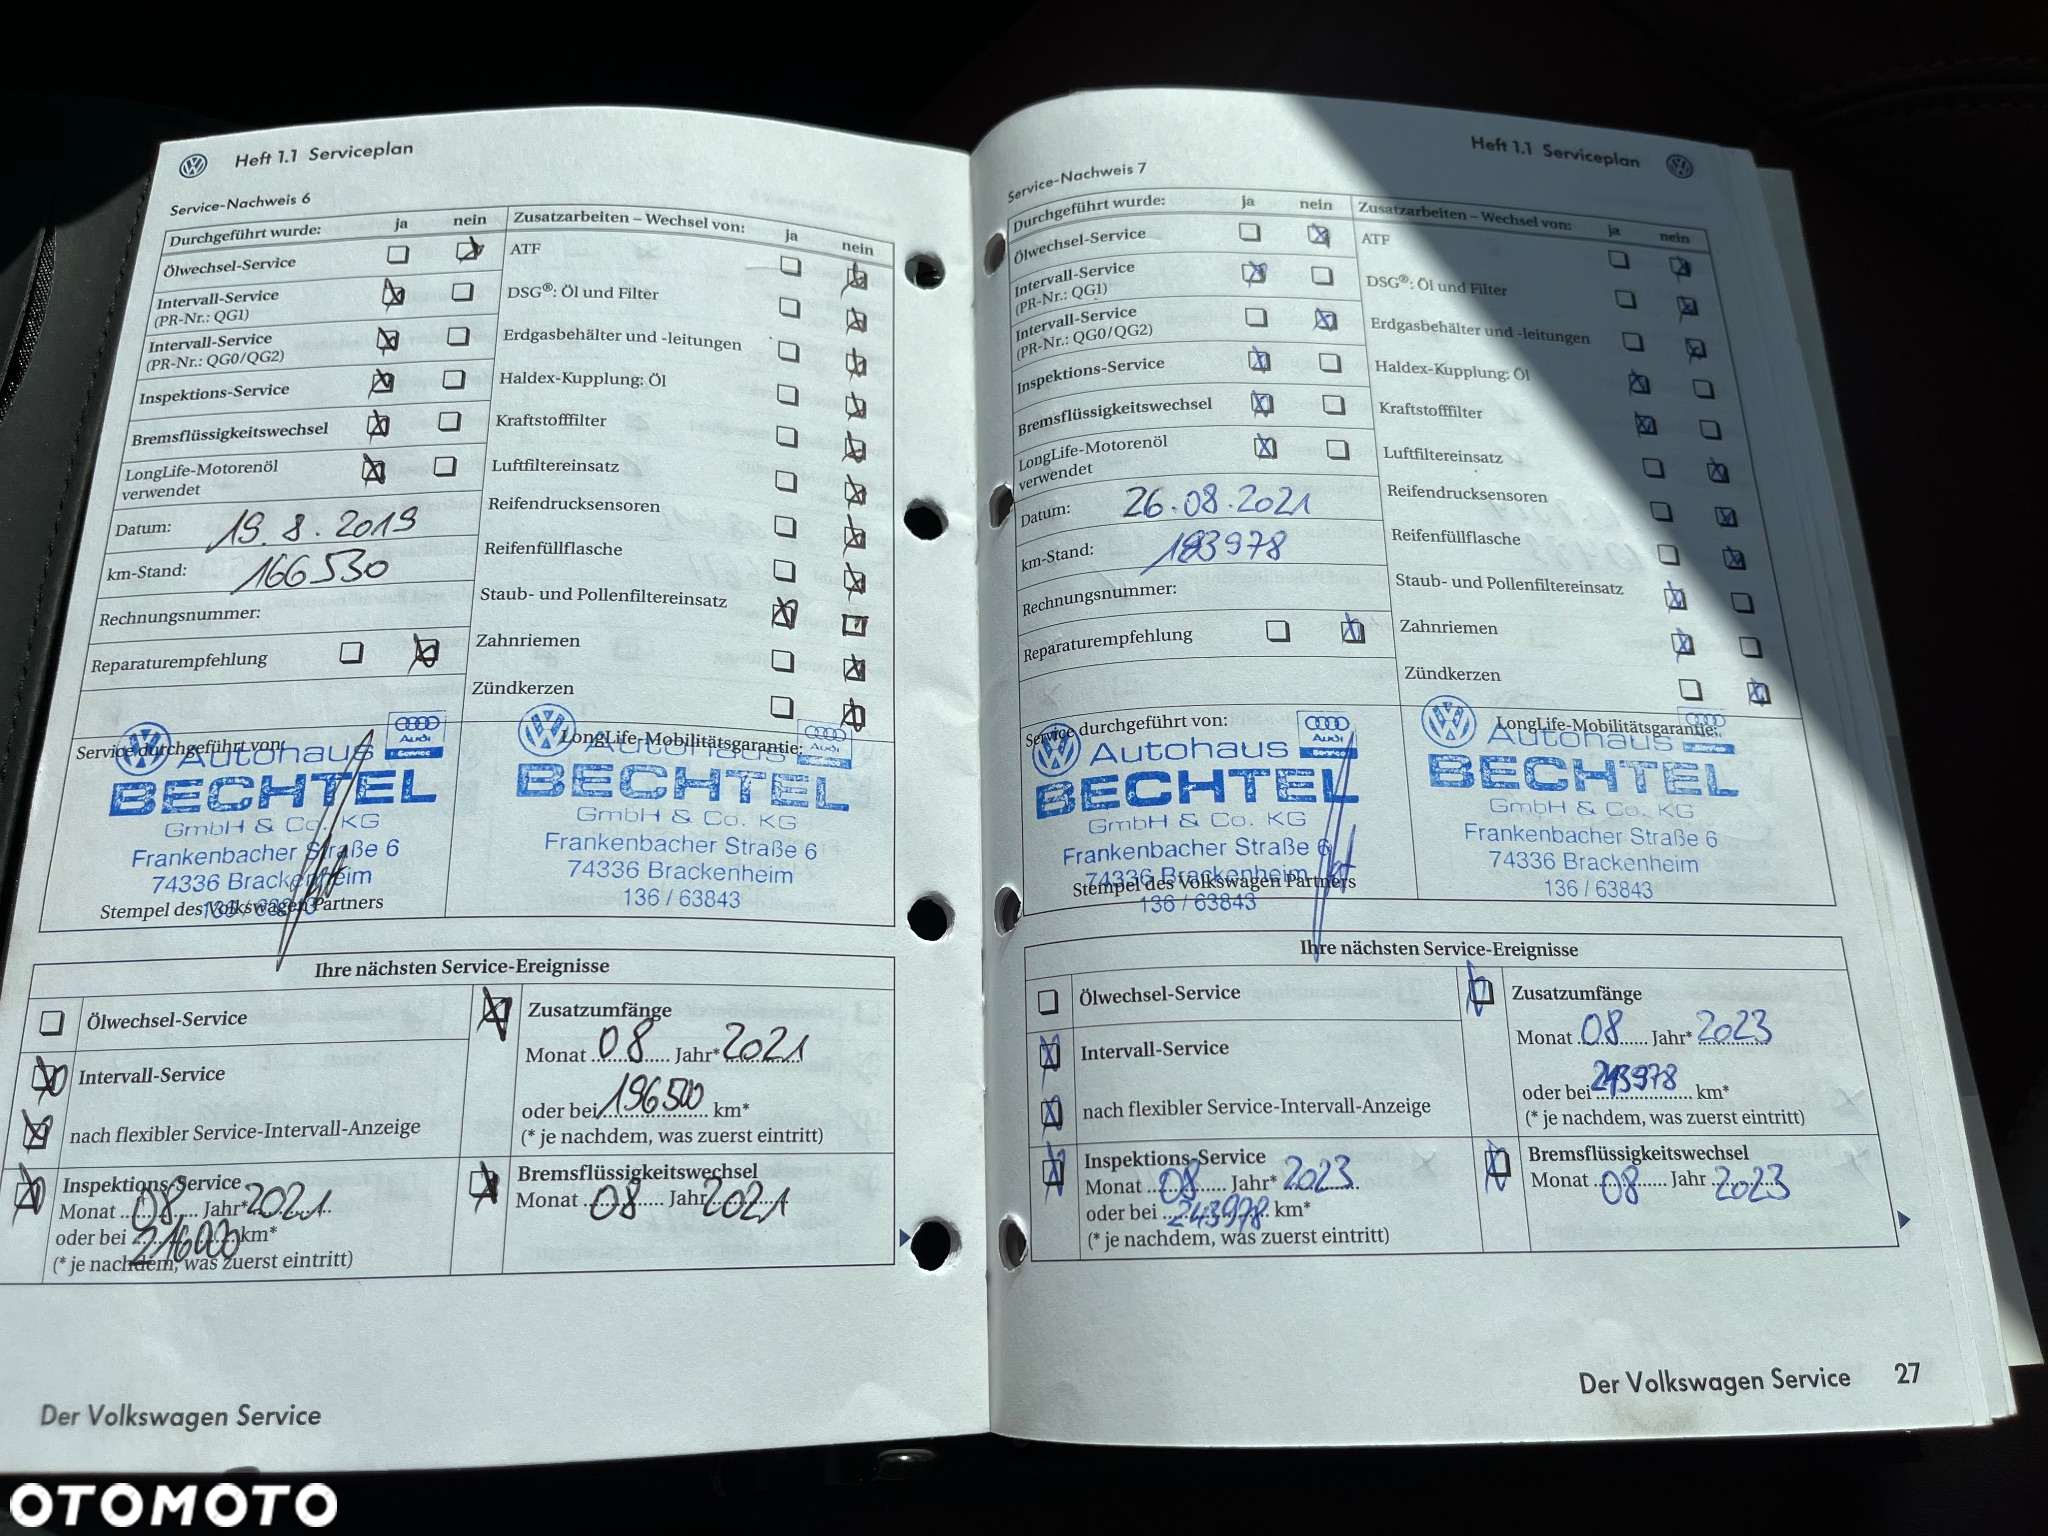 Heft 1.1 Serviceplan
Service-Nachweis 6
Durchgeführt wurde: ja nein
Ölwechsel-Service
Intervall-Service
(PR-Nr.: QG1)
Intervall-Service
(PR-Nr.: QG0/QG2)
Inspektions-Service
Bremsflüssigkeitswechsel
LongLife-Motorenöl
verwendet
Datum: 19.8.2019
km-Stand: 166530
Rechnungsnummer:
Reparaturempfehlung
Zusatzarbeiten – Wechsel von: ja nein
ATF
DSG®: Öl und Filter
Erdgasbehälter und -leitungen
Haldex-Kupplung: Öl
Kraftstofffilter
Luftfiltereinsatz
Reifendrucksensoren
Reifenfüllflasche
Staub- und Pollenfiltereinsatz
Zahnriemen
Zündkerzen
Service durchgeführt von:
Autohaus
Audi
Service
BECHTEL
GmbH & Co. KG
Frankenbacher Straße 6
74336 Brackenheim
136 / 63843
Stempel des Volkswagen Partners
LongLife-Mobilitätsgarantie:
Autohaus
Audi
Service
BECHTEL
GmbH & Co. KG
Frankenbacher Straße 6
74336 Brackenheim
136 / 63843
Ihre nächsten Service-Ereignisse
Ölwechsel-Service
Intervall-Service
nach flexibler Service-Intervall-Anzeige
Inspektions-Service
Monat 08 Jahr* 2021
oder bei 216000 km*
(* je nachdem, was zuerst eintritt)
Zusatzumfänge
Monat 08 Jahr* 2021
oder bei 196500 km*
(* je nachdem, was zuerst eintritt)
Bremsflüssigkeitswechsel
Monat 08 Jahr 2021
Der Volkswagen Service
Heft 1.1 Serviceplan
Service-Nachweis 7
Durchgeführt wurde: ja nein
Ölwechsel-Service
Intervall-Service
(PR-Nr.: QG1)
Intervall-Service
(PR-Nr.: QG0/QG2)
Inspektions-Service
Bremsflüssigkeitswechsel
LongLife-Motorenöl
verwendet
Datum: 26.08.2021
km-Stand: 193978
Rechnungsnummer:
Reparaturempfehlung
Zusatzarbeiten – Wechsel von: ja nein
ATF
DSG®: Öl und Filter
Erdgasbehälter und -leitungen
Haldex-Kupplung: Öl
Kraftstofffilter
Luftfiltereinsatz
Reifendrucksensoren
Reifenfüllflasche
Staub- und Pollenfiltereinsatz
Zahnriemen
Zündkerzen
Service durchgeführt von:
Autohaus
Audi
Service
BECHTEL
GmbH & Co. KG
Frankenbacher Straße 6
74336 Brackenheim
Stempel des Volkswagen Partners
136 / 63843
LongLife-Mobilitätsgarantie:
Autohaus
BECHTEL
GmbH & Co. KG
Frankenbacher Straße 6
74336 Brackenheim
136 / 63843
Ihre nächsten Service-Ereignisse
Ölwechsel-Service
Intervall-Service
nach flexibler Service-Intervall-Anzeige
Inspektions-Service
Monat 08 Jahr* 2023
oder bei 243978 km*
(* je nachdem, was zuerst eintritt)
Zusatzumfänge
Monat 08 Jahr* 2023
oder bei 243978 km*
(* je nachdem, was zuerst eintritt)
Bremsflüssigkeitswechsel
Monat 08 Jahr 2023
Der Volkswagen Service 27
OTOMOTO